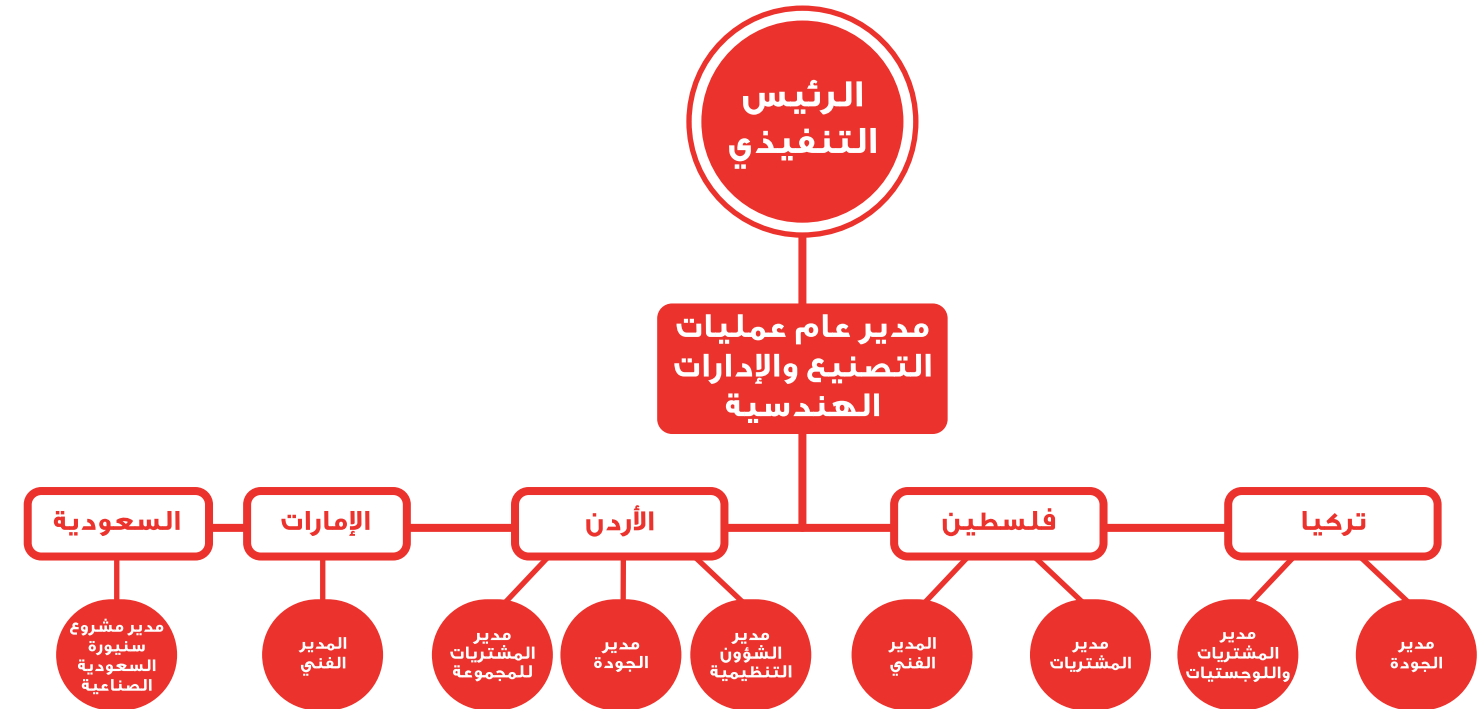 الرئيس
التنفيذي
مدير عام عمليات
التصنيع والإدارات
الهندسية
تركيا
فلسطين
الأردن
الإمارات
السعودية
مدير
الجودة
مدير
المشتريات
واللوجستيات
مدير
المشتريات
المدير
الفني
مدير
الشؤون
التنظيمية
مدير
الجودة
مدير
المشتريات
للمجموعة
المدير
الفني
مدير مشروع
سنيورة
السعودية
الصناعية